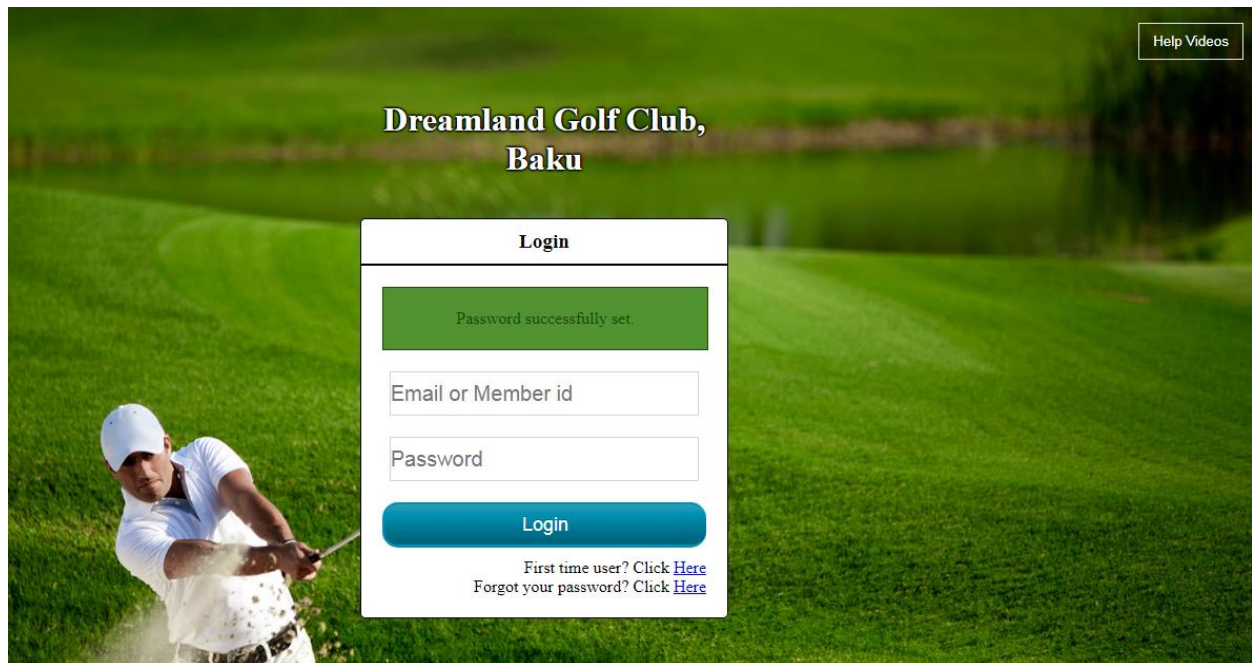 Help Videos
Dreamland Golf Club,
Baku
Login
Password successfully set.
Email or Member id
Password
Login
First time user? Click Here
Forgot your password? Click Here